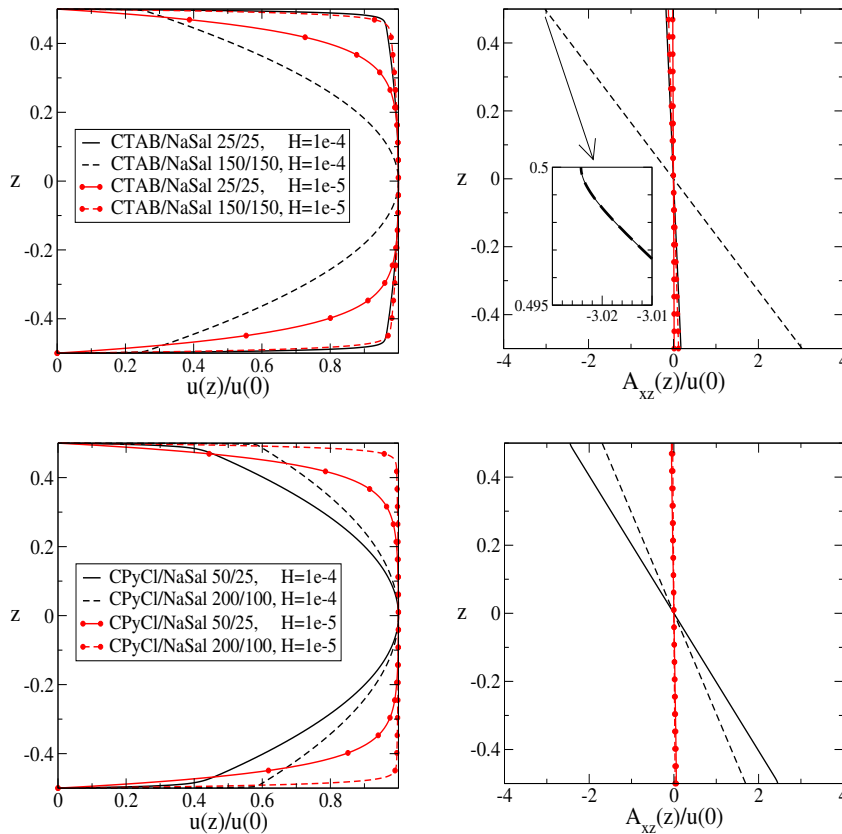 0.4
0.2
0
-0.2
-0.4
z
CTAB/NaSal 25/25, H=1e-4
CTAB/NaSal 150/150, H=1e-4
CTAB/NaSal 25/25, H=1e-5
CTAB/NaSal 150/150, H=1e-5
0 0.2 0.4 0.6 0.8
u(z)/u(0)
0.4
0.2
0
-0.2
-0.4
z
0.5
0.495
-3.02 -3.01
-4 -2 0 2 4
A_xz(z)/u(0)
0.4
0.2
0
-0.2
-0.4
z
CPyCl/NaSal 50/25, H=1e-4
CPyCl/NaSal 200/100, H=1e-4
CPyCl/NaSal 50/25, H=1e-5
CPyCl/NaSal 200/100, H=1e-5
0 0.2 0.4 0.6 0.8
u(z)/u(0)
0.4
0.2
0
-0.2
-0.4
z
-4 -2 0 2 4
A_xz(z)/u(0)